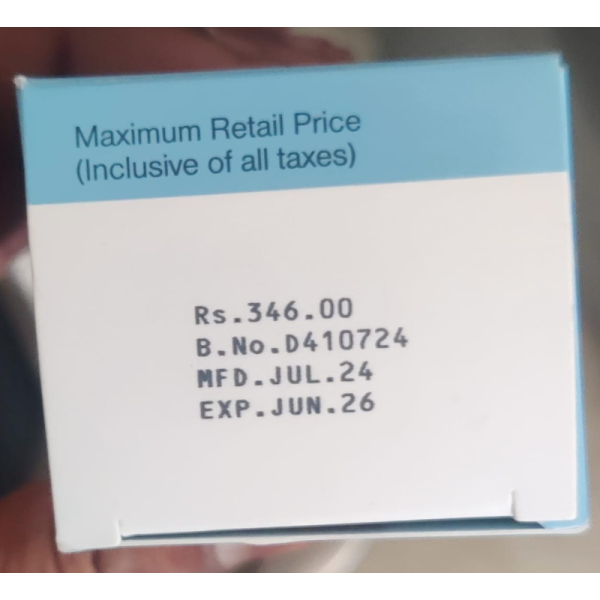 Maximum Retail Price
(Inclusive of all taxes)
Rs.346.00
B.No.D410724
MFD.JUL.24
EXP.JUN.26